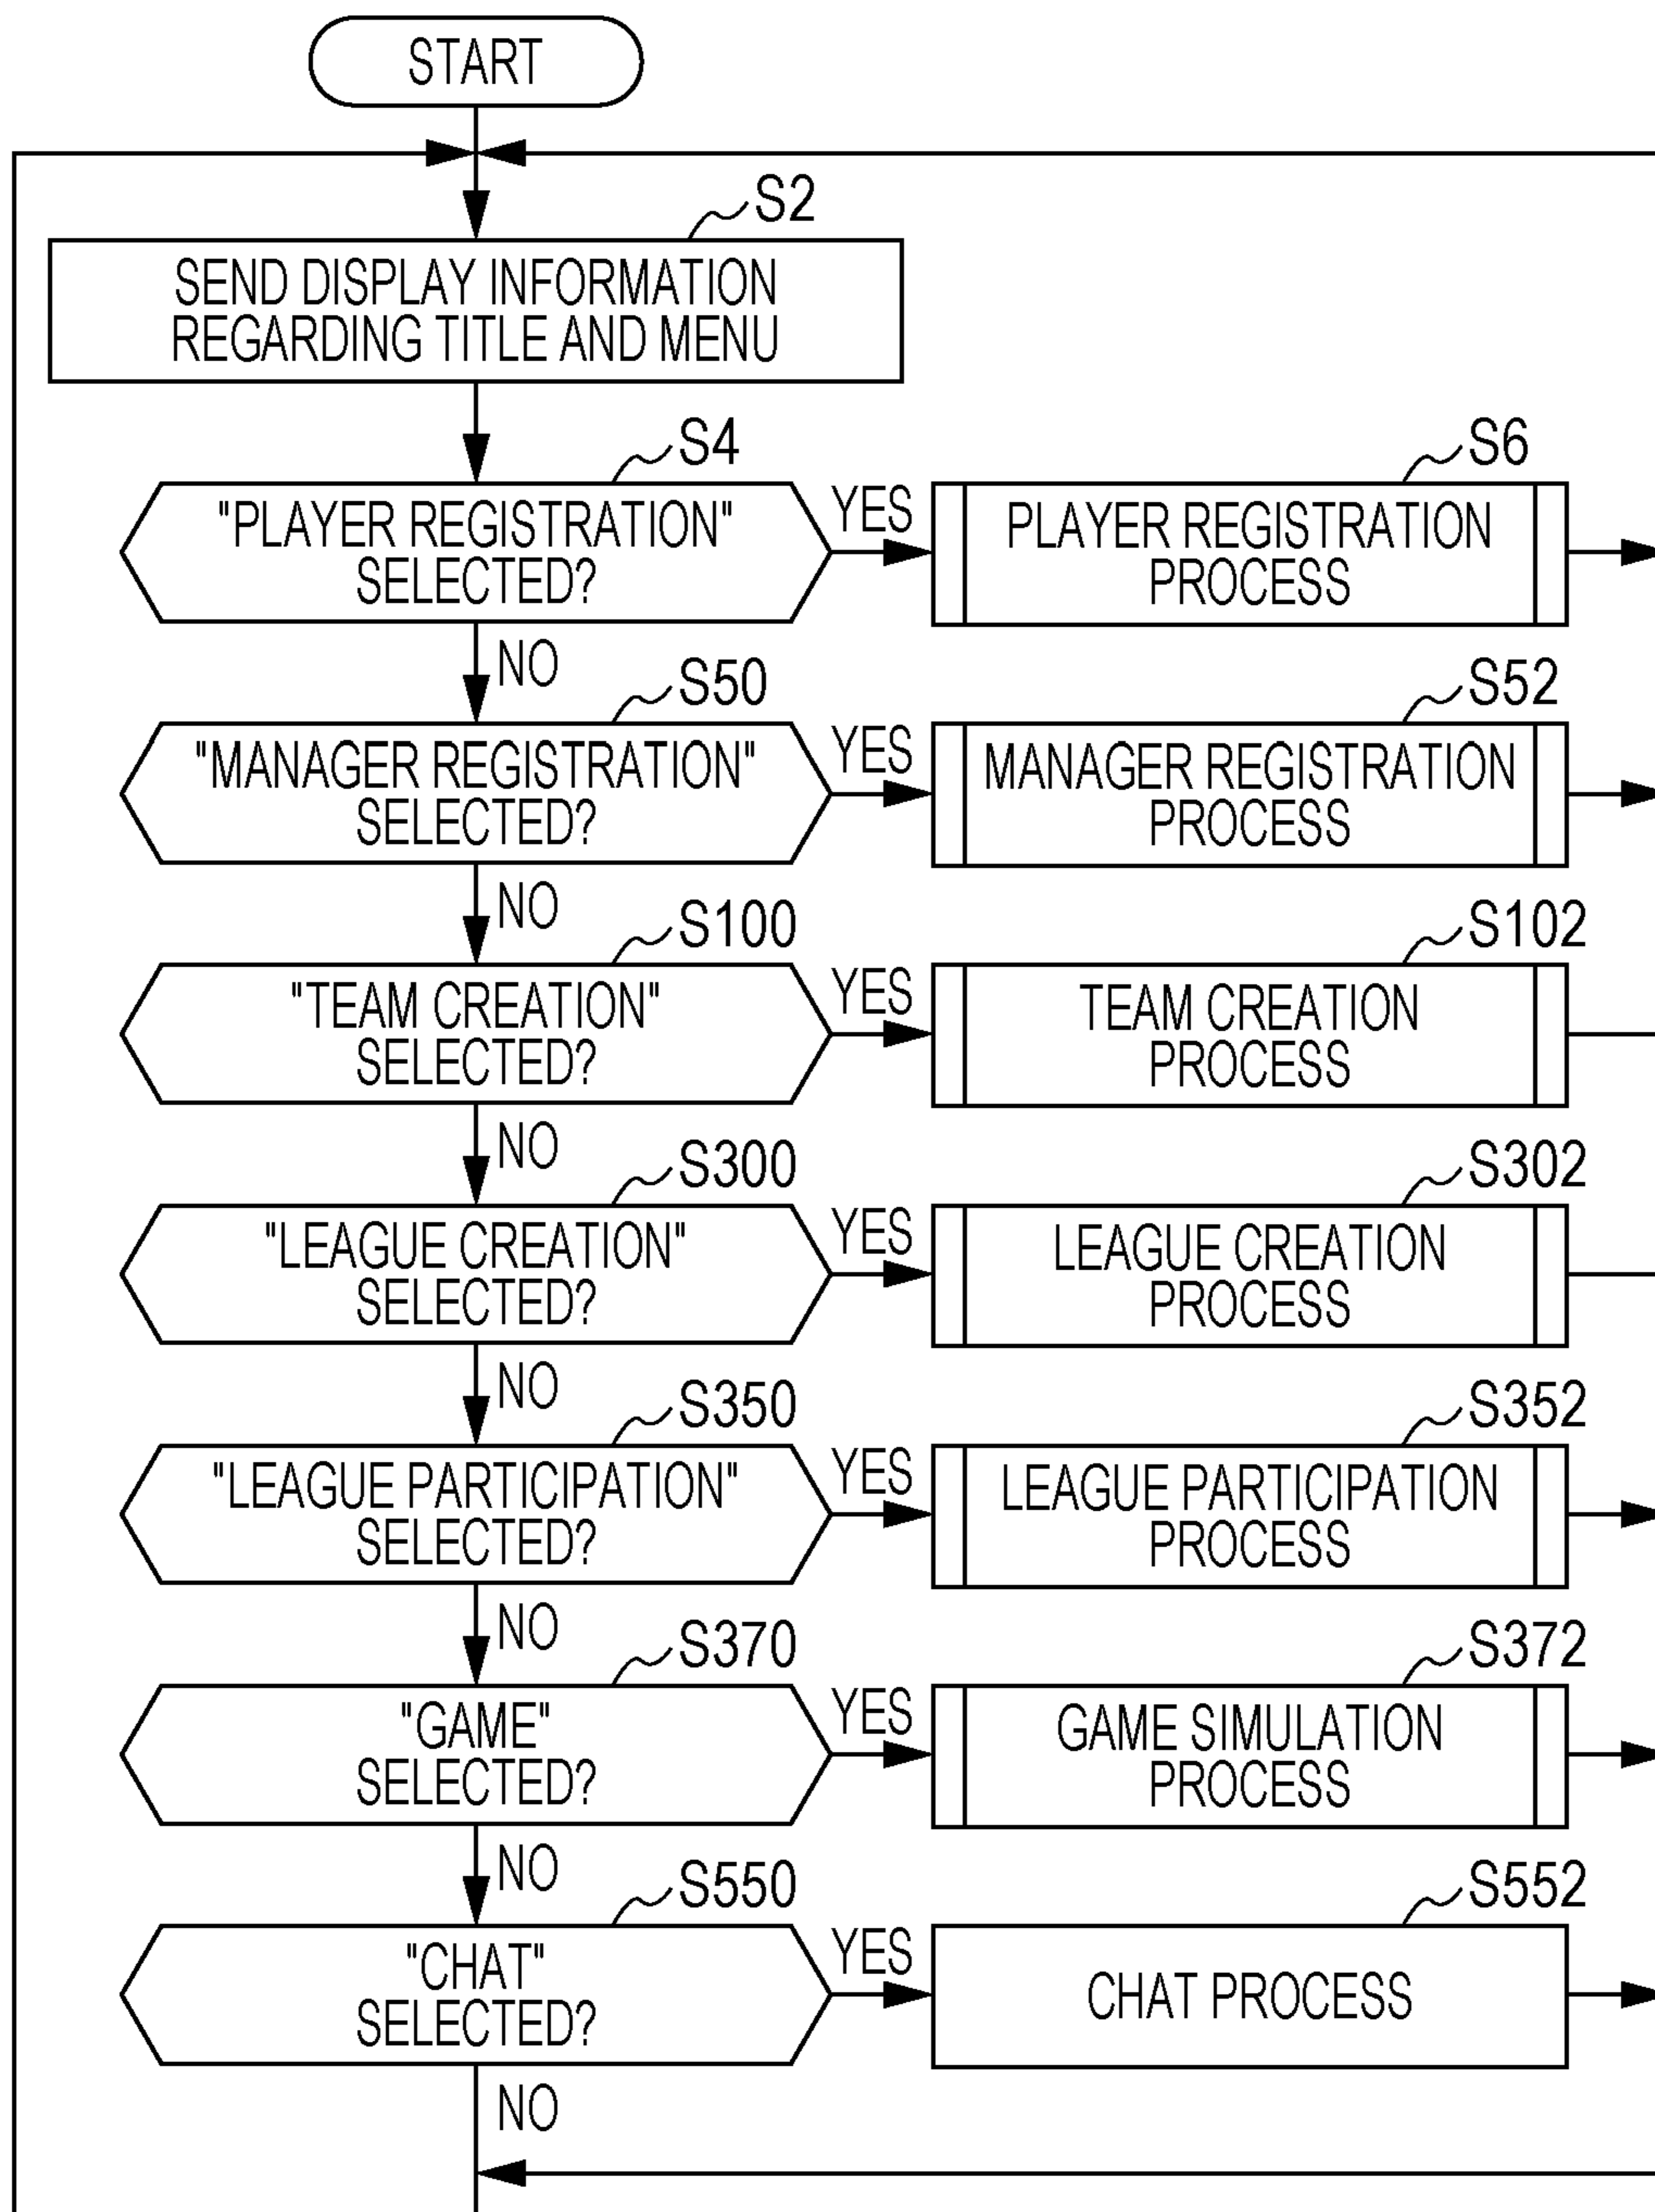 START
S2
SEND DISPLAY INFORMATION
REGARDING TITLE AND MENU
S4
"PLAYER REGISTRATION"
SELECTED?
YES
S6
PLAYER REGISTRATION
PROCESS
NO
S50
"MANAGER REGISTRATION"
SELECTED?
YES
S52
MANAGER REGISTRATION
PROCESS
NO
S100
"TEAM CREATION"
SELECTED?
YES
S102
TEAM CREATION
PROCESS
NO
S300
"LEAGUE CREATION"
SELECTED?
YES
S302
LEAGUE CREATION
PROCESS
NO
S350
"LEAGUE PARTICIPATION"
SELECTED?
YES
S352
LEAGUE PARTICIPATION
PROCESS
NO
S370
"GAME"
SELECTED?
YES
S372
GAME SIMULATION
PROCESS
NO
S550
"CHAT"
SELECTED?
YES
S552
CHAT PROCESS
NO